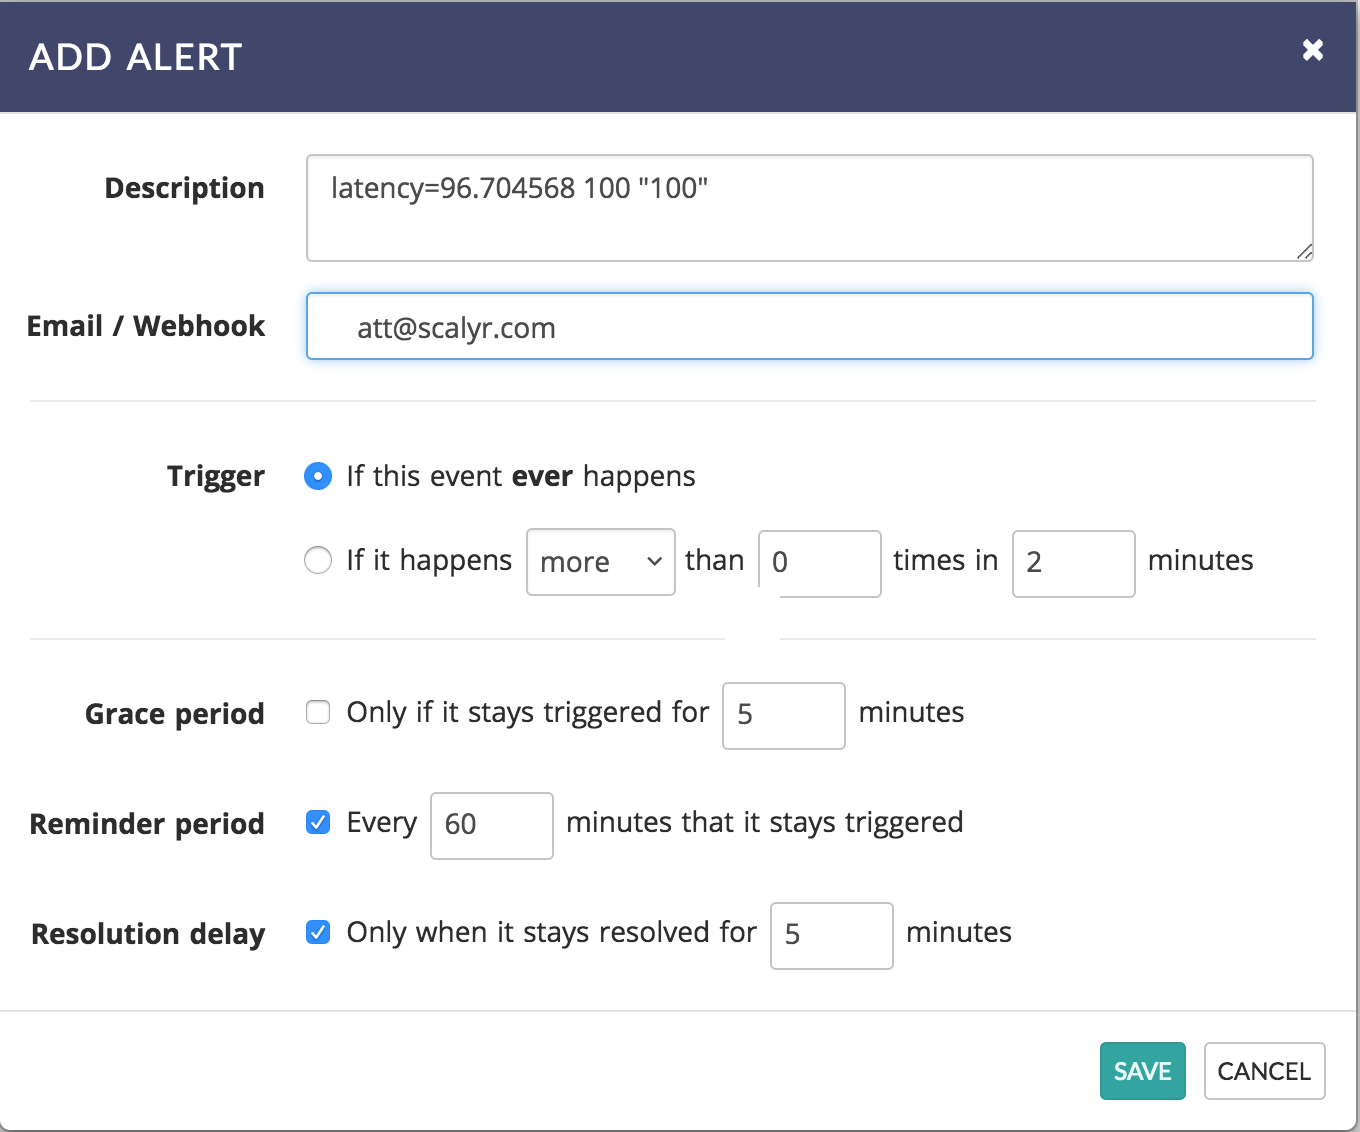 ADD ALERT
Description
latency=96.704568 100 "100"
Email / Webhook
att@scalyr.com
Trigger
If this event ever happens
If it happens more than 0 times in 2 minutes
Grace period
Only if it stays triggered for 5 minutes
Reminder period
Every 60 minutes that it stays triggered
Resolution delay
Only when it stays resolved for 5 minutes
SAVE
CANCEL